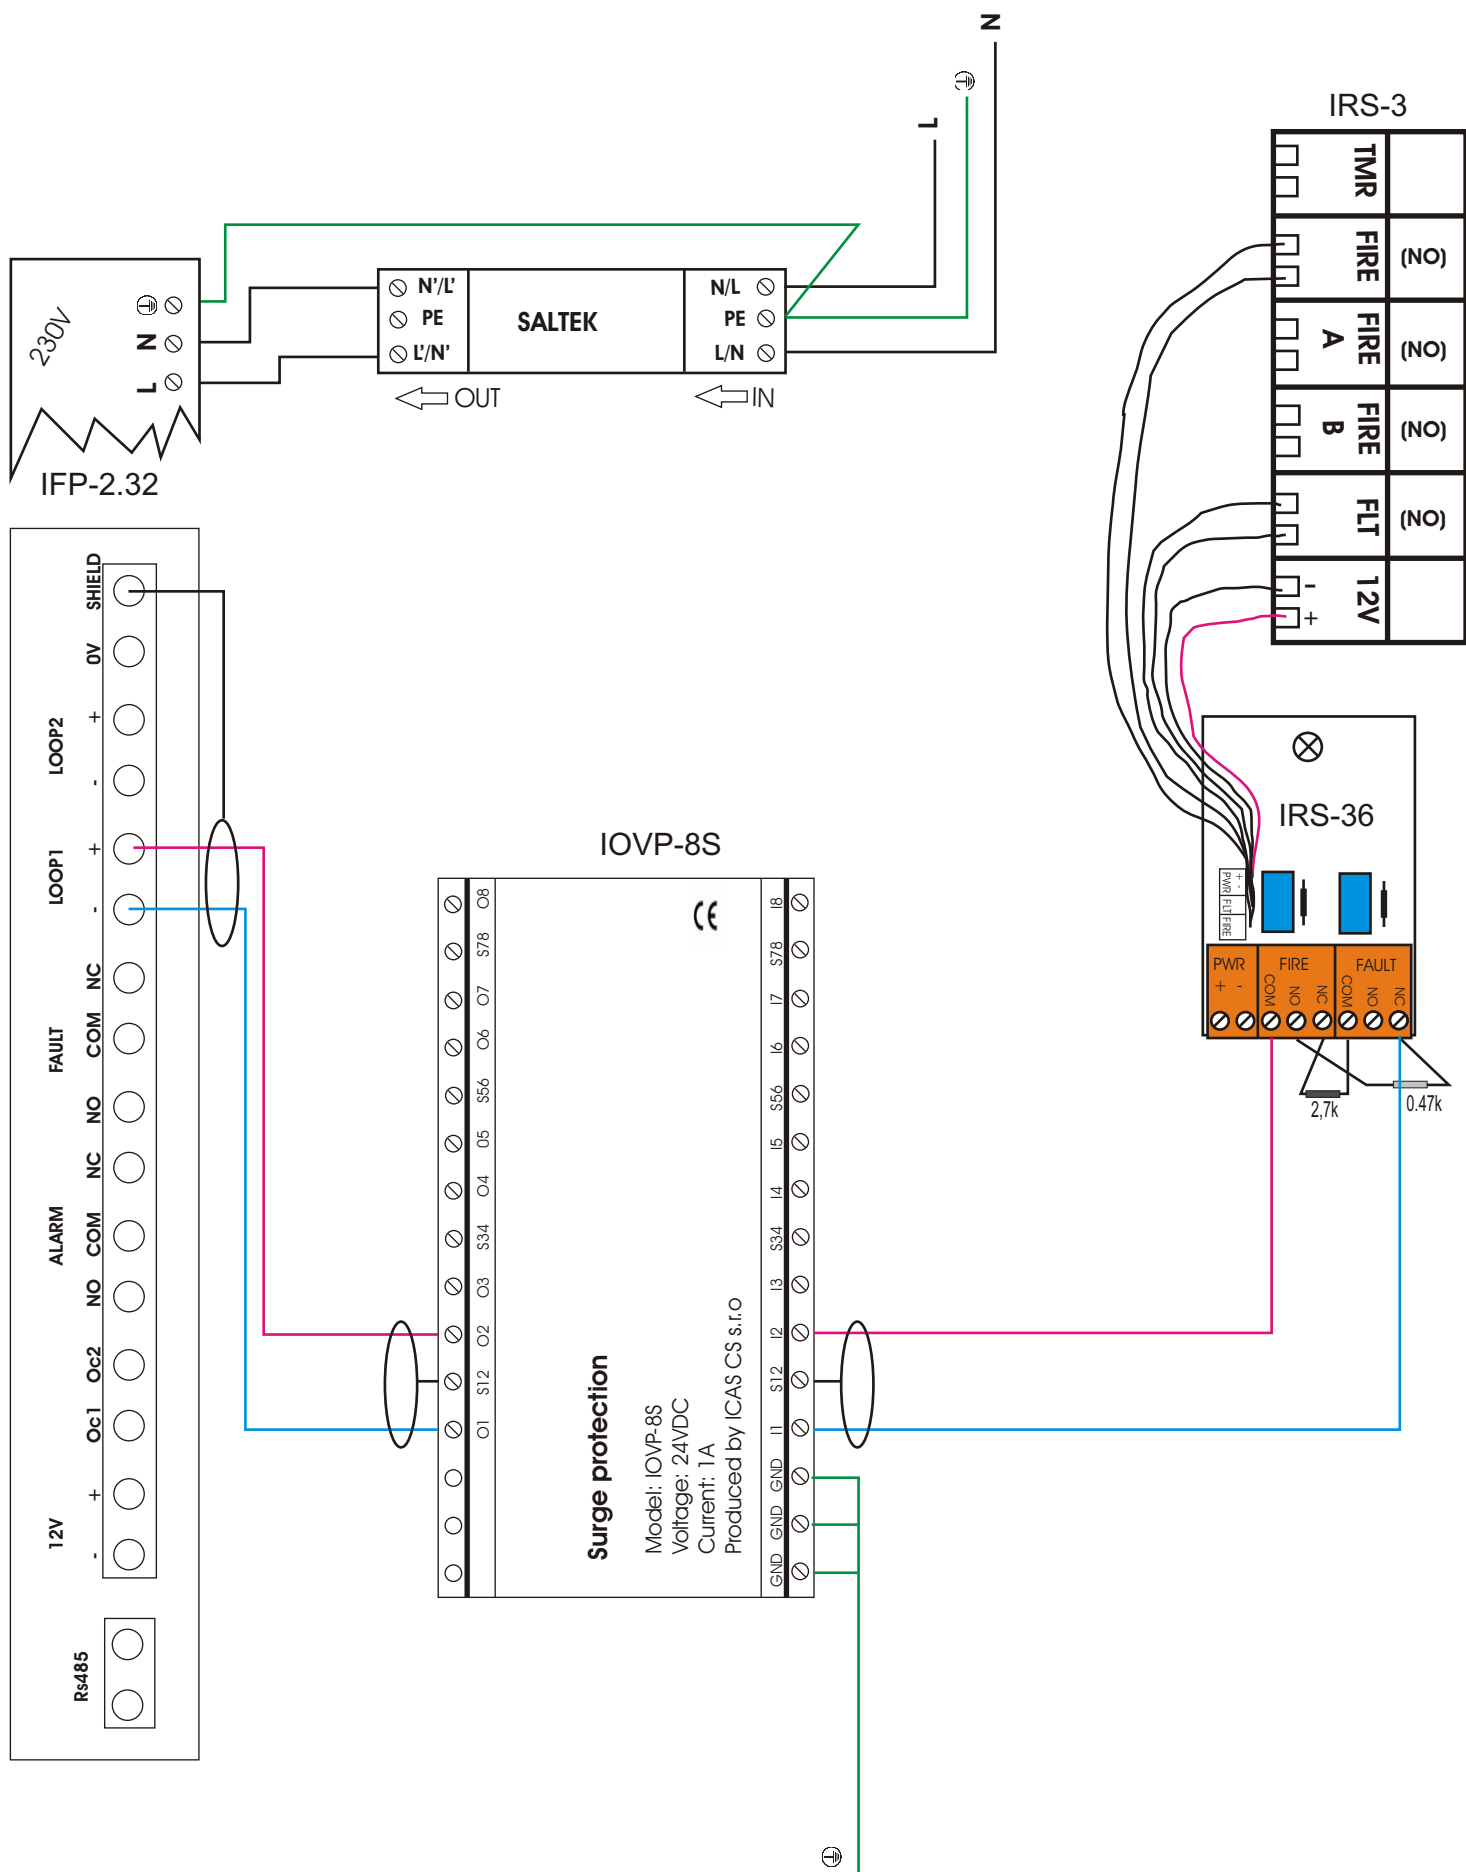 N
L
IRS-3
TMR
FIRE
(NO)
FIRE
A
(NO)
FIRE
B
(NO)
FLT
(NO)
12V
-
+
230V
N
L
IFP-2.32
N'/L'
PE
L'/N'
SALTEK
N/L
PE
L/N
OUT
IN
SHIELD
0V
LOOP2
+
-
LOOP1
+
-
FAULT
NC
COM
NO
ALARM
NC
COM
NO
Oc2
Oc1
12V
+
-
Rs485
IOVP-8S
O8
S78
O7
O6
S56
05
O4
S34
O3
O2
S12
O1
CE
Surge protection
Model: IOVP-8S
Voltage: 24VDC
Current: 1A
Produced by ICAS CS s.r.o
I8
S78
I7
I6
S56
I5
I4
S34
I3
I2
S12
I1
GND
GND
GND
IRS-36
+ -
PWR
FLT
FIRE
PWR
+ -
FIRE
COM
NO
NC
FAULT
COM
NO
NC
2,7k
0.47k